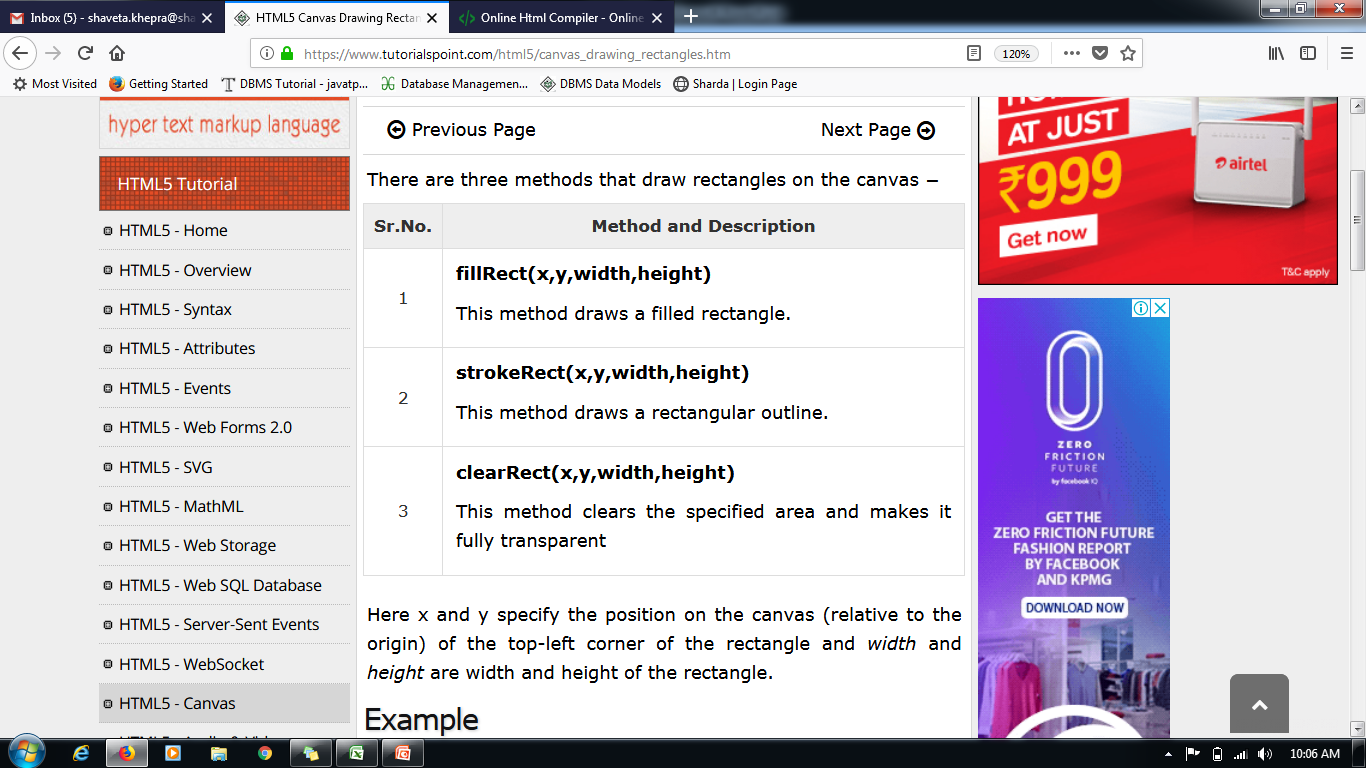 Inbox (5) - shaveta.khepra@sha
HTML5 Canvas Drawing Rectan
Online Html Compiler - Online
https://www.tutorialspoint.com/html5/canvas_drawing_rectangles.htm
120%
Most Visited
Getting Started
DBMS Tutorial - javatp...
Database Managemen...
DBMS Data Models
Sharda | Login Page
hyper text markup language
HTML5 Tutorial
HTML5 - Home
HTML5 - Overview
HTML5 - Syntax
HTML5 - Attributes
HTML5 - Events
HTML5 - Web Forms 2.0
HTML5 - SVG
HTML5 - MathML
HTML5 - Web Storage
HTML5 - Web SQL Database
HTML5 - Server-Sent Events
HTML5 - WebSocket
HTML5 - Canvas
Previous Page
Next Page
There are three methods that draw rectangles on the canvas −
Sr.No.
Method and Description
1
fillRect(x,y,width,height)
This method draws a filled rectangle.
2
strokeRect(x,y,width,height)
This method draws a rectangular outline.
3
clearRect(x,y,width,height)
This method clears the specified area and makes it
fully transparent
Here x and y specify the position on the canvas (relative to the
origin) of the top-left corner of the rectangle and width and
height are width and height of the rectangle.
Example
AT JUST
₹999
Get now
airtel
T&C apply
ZERO
FRICTION
FUTURE
by facebook IQ
GET THE
ZERO FRICTION FUTURE
FASHION REPORT
BY FACEBOOK
AND KPMG
DOWNLOAD NOW
10:06 AM